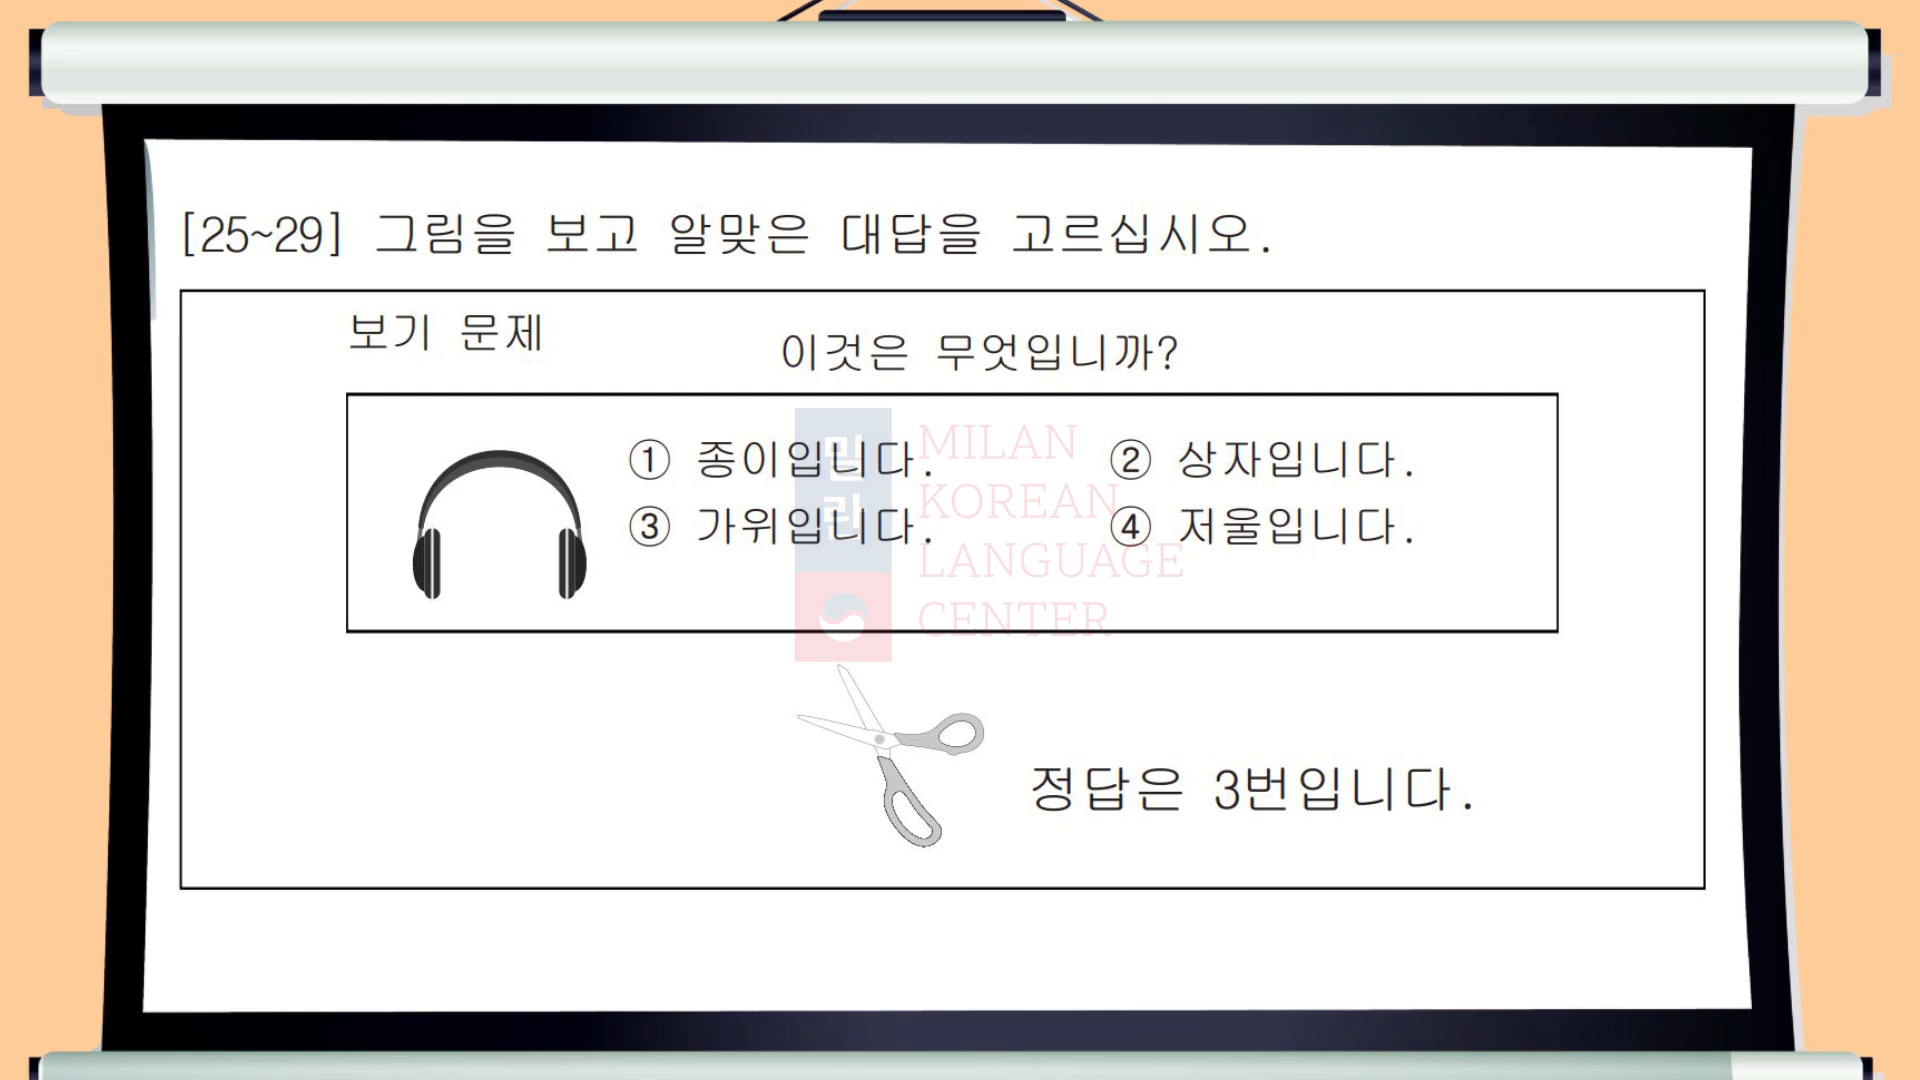 [25~29] 그림을 보고 알맞은 대답을 고르십시오.
보기 문제
이것은 무엇입니까?
① 종이입니다. ② 상자입니다.
③ 가위입니다. ④ 저울입니다.
밀란
MILAN
KOREAN
LANGUAGE
CENTER
정답은 3번입니다.